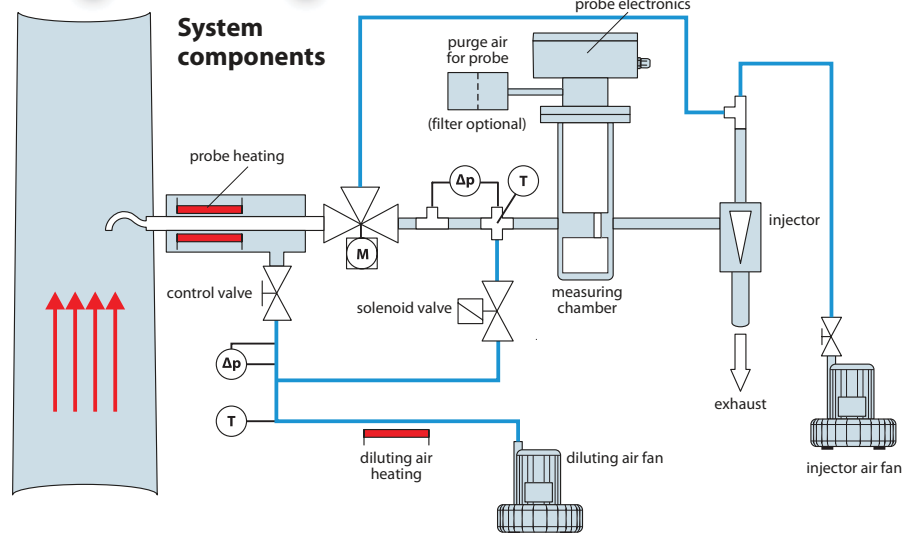 probe electronics
System
components
purge air
for probe
(filter optional)
probe heating
Δp
T
injector
M
control valve
solenoid valve
measuring
chamber
Δp
exhaust
T
diluting air
heating
diluting air fan
injector air fan